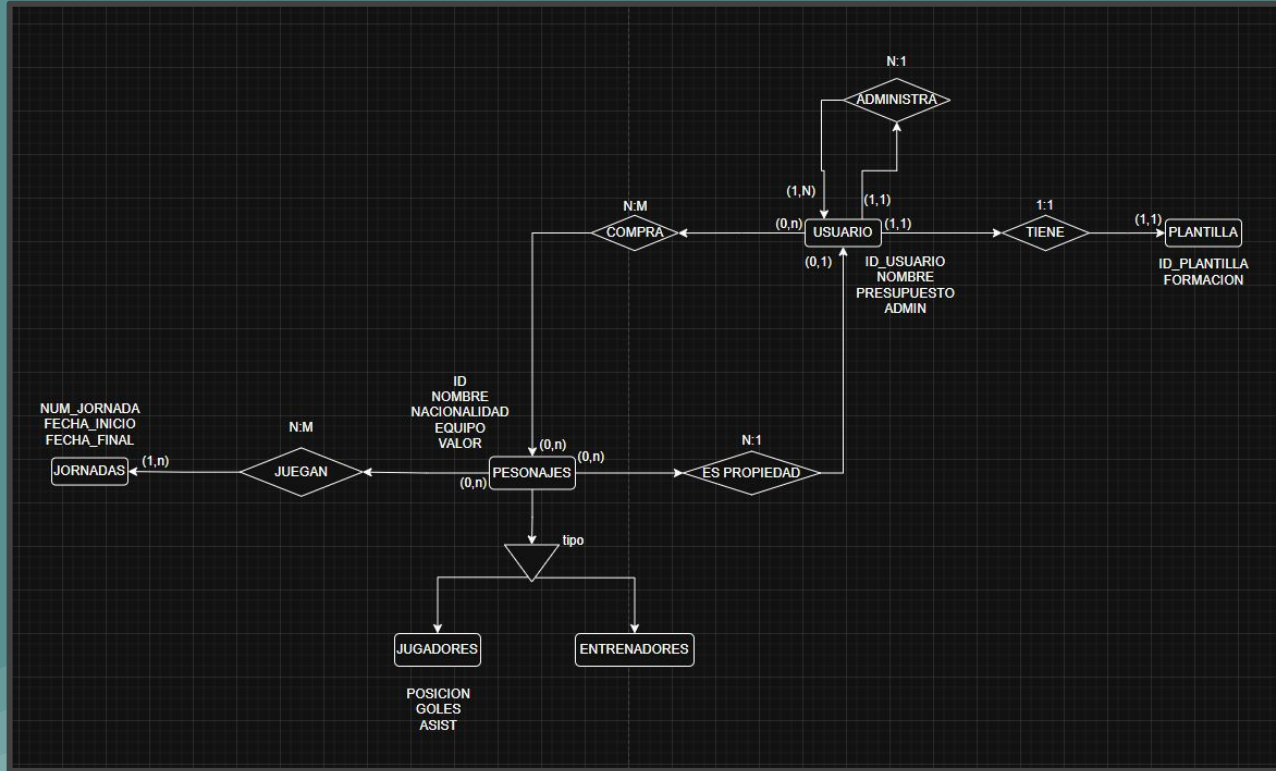 N:1
ADMINISTRA
(1,N)
(1,1)
N:M
COMPRA
(0,n)
USUARIO
(1,1)
1:1
TIENE
(1,1)
PLANTILLA
(0,1)
ID_USUARIO
NOMBRE
PRESUPUESTO
ADMIN
ID_PLANTILLA
FORMACION
ID
NOMBRE
NACIONALIDAD
EQUIPO
VALOR
NUM_JORNADA
FECHA_INICIO
FECHA_FINAL
N:M
(0,n)
(0,n)
N:1
JORNADAS
(1,n)
JUEGAN
(0,n)
PESONAJES
ES PROPIEDAD
tipo
JUGADORES
ENTRENADORES
POSICION
GOLES
ASIST